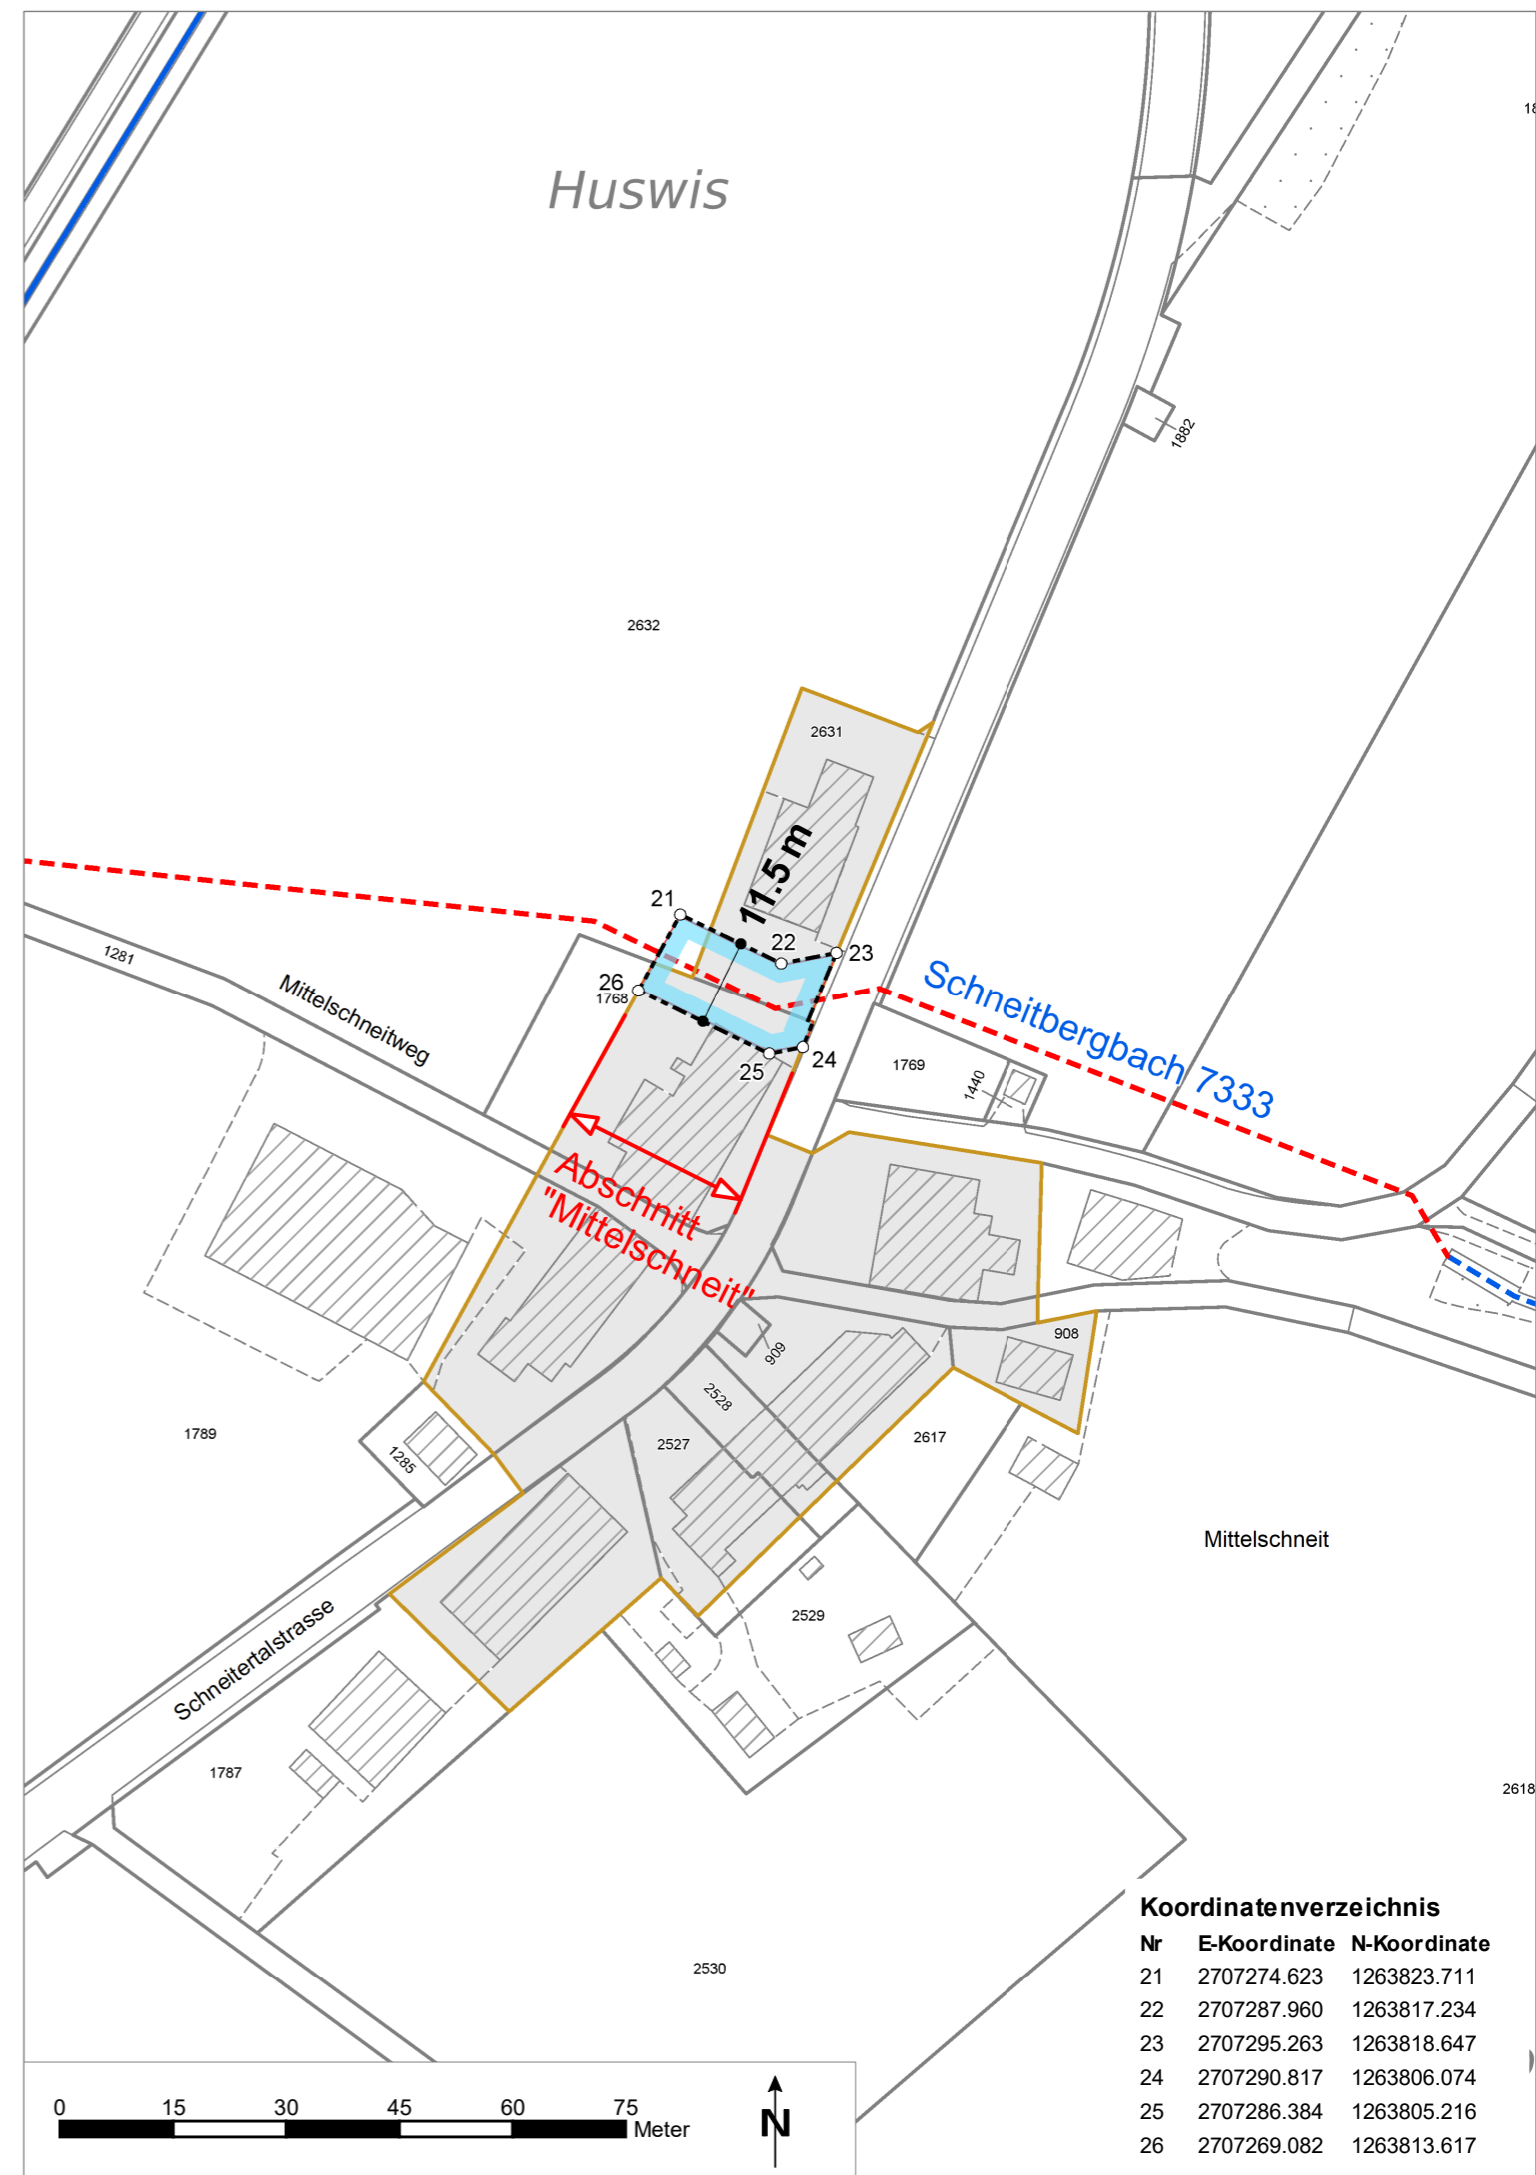 Huswis
1882
2632
2631
11.5 m
21
22
23
26
1768
1281
Mittelschneitweg
Schneitbergbach 7333
24
25
1769
1440
Abschnitt
"Mittelschneit"
908
909
2528
2527
2617
1789
1285
Mittelschneit
2529
Schneitertalstrasse
1787
2618
2530
Koordinatenverzeichnis
Nr E-Koordinate N-Koordinate
21 2707274.623 1263823.711
22 2707287.960 1263817.234
23 2707295.263 1263818.647
24 2707290.817 1263806.074
25 2707286.384 1263805.216
26 2707269.082 1263813.617
0 15 30 45 60 75
Meter
N